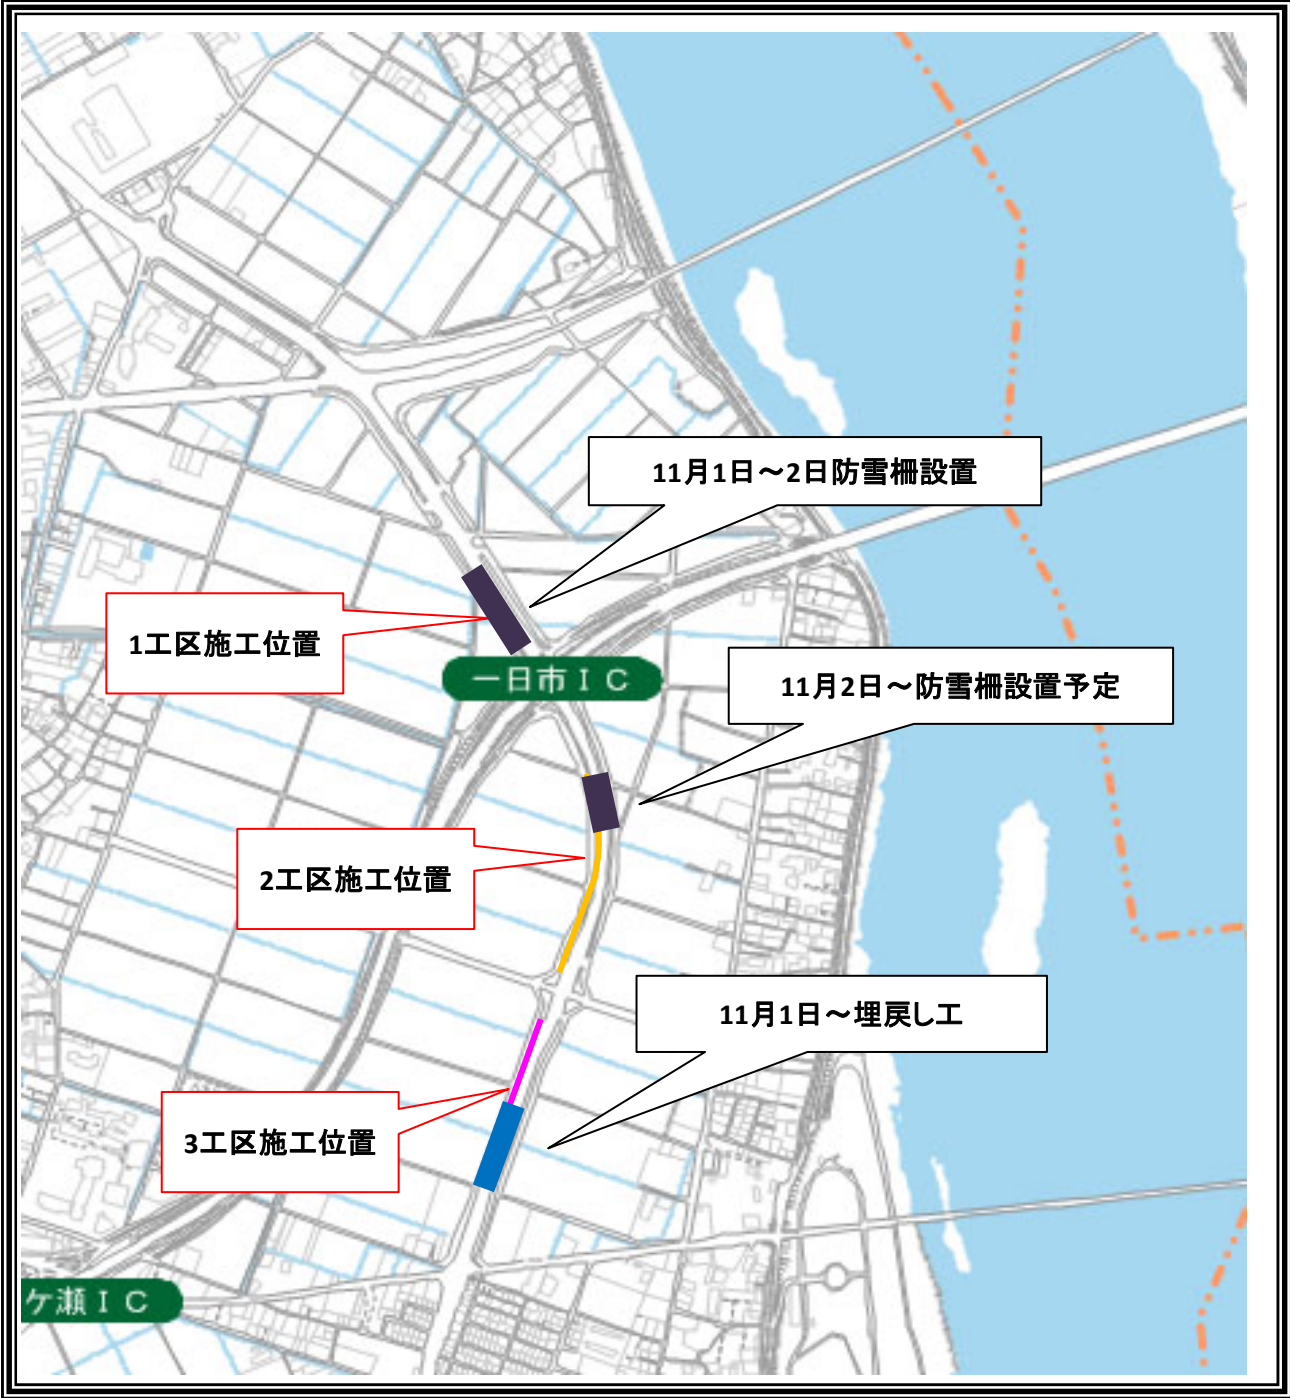 11月1日～2日防雪柵設置
1工区施工位置
一日市ＩＣ
11月2日～防雪柵設置予定
2工区施工位置
11月1日～埋戻し工
3工区施工位置
ケ瀬ＩＣ